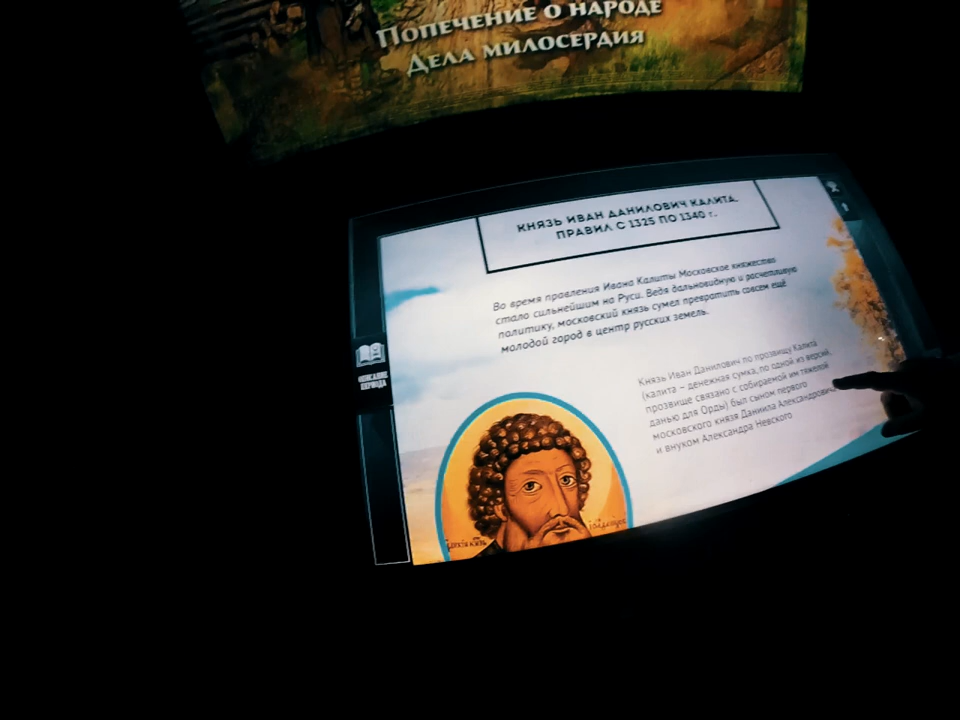 Попечение о народе
Дела милосердия
КНЯЗЬ ИВАН ДАНИЛОВИЧ КАЛИТА.
ПРАВИЛ С 1325 ПО 1340 г.
Во время правления Ивана Калиты Московское княжество
стало сильнейшим на Руси. Ведя дальновидную и расчетливую
политику, московский князь сумел превратить совсем ещё
молодой город в центр русских земель.
ОПИСАНИЕ
ПЕРИОДА
Князь Иван Данилович по прозвищу Калита
(калита – денежная сумка, по одной из версий,
прозвище связано с собираемой им тяжелой
данью для Орды) был сыном первого
московского князя Даниила Александровича
и внуком Александра Невского